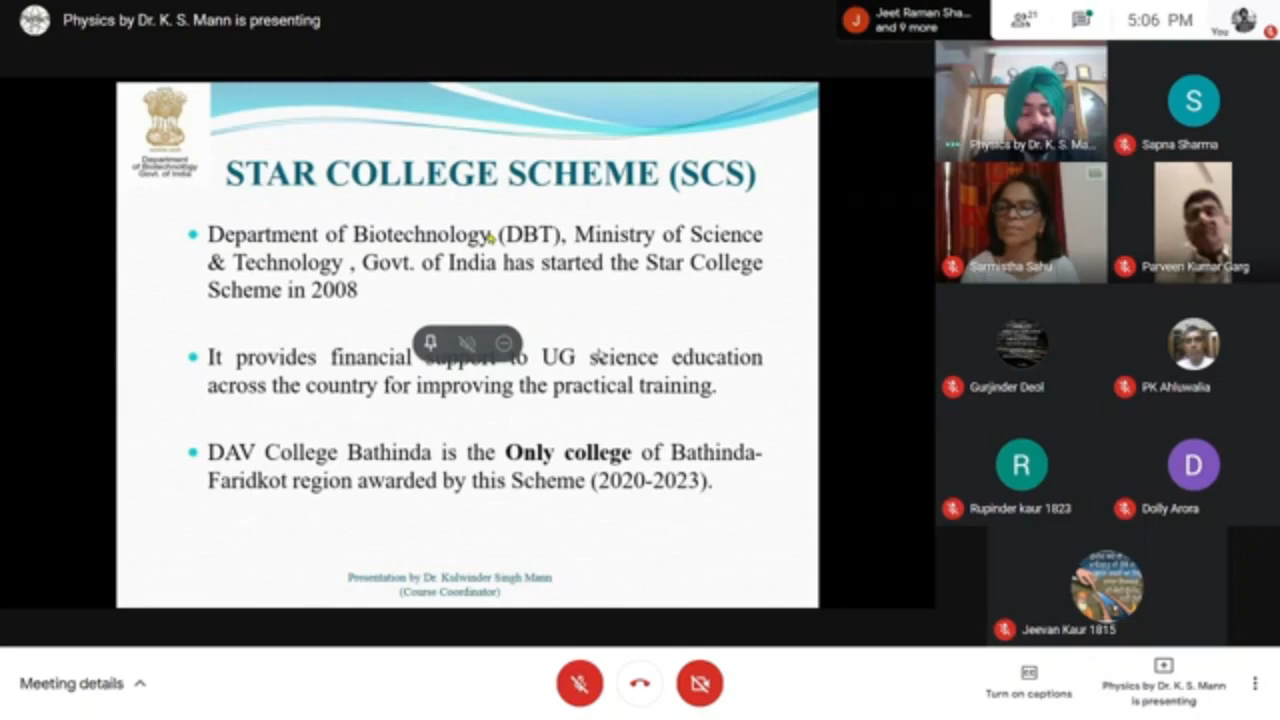 Physics by Dr. K. S. Mann is presenting
J
Jeet Raman Sha...
and 9 more
21
5:06 PM
You
Department
of Biotechnology
Govt. of India
STAR COLLEGE SCHEME (SCS)
Department of Biotechnology (DBT), Ministry of Science
& Technology , Govt. of India has started the Star College
Scheme in 2008
It provides financial support to UG science education
across the country for improving the practical training.
DAV College Bathinda is the Only college of Bathinda-
Faridkot region awarded by this Scheme (2020-2023).
Presentation by Dr. Kulwinder Singh Mann
(Course Coordinator)
Physics by Dr. K. S. Ma...
S
Sapna Sharma
Sarmistha Sahu
Parveen Kumar Garg
Gurjinder Deol
PK Ahluwalia
R
Rupinder kaur 1823
D
Dolly Arora
Jeevan Kaur 1815
Meeting details
Turn on captions
Physics by Dr. K. S. Mann
is presenting